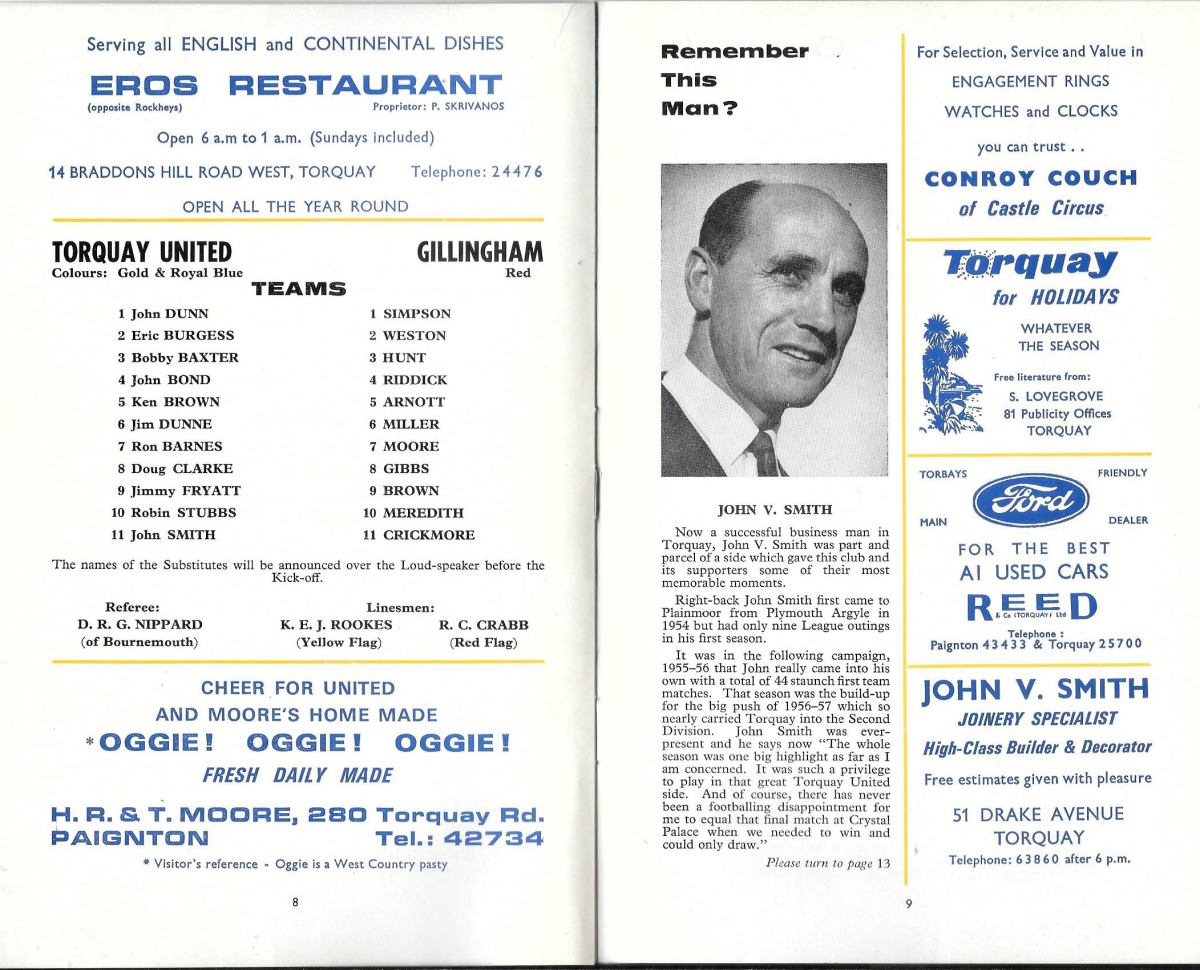 Serving all ENGLISH and CONTINENTAL DISHES
EROS RESTAURANT
(opposite Rockheys) Proprietor: P. SKRIVANOS
Open 6 a.m to 1 a.m. (Sundays included)
14 BRADDONS HILL ROAD WEST, TORQUAY Telephone: 24476
OPEN ALL THE YEAR ROUND
TORQUAY UNITED GILLINGHAM
Colours: Gold & Royal Blue Red
TEAMS
1 John DUNN 1 SIMPSON
2 Eric BURGESS 2 WESTON
3 Bobby BAXTER 3 HUNT
4 John BOND 4 RIDDICK
5 Ken BROWN 5 ARNOTT
6 Jim DUNNE 6 MILLER
7 Ron BARNES 7 MOORE
8 Doug CLARKE 8 GIBBS
9 Jimmy FRYATT 9 BROWN
10 Robin STUBBS 10 MEREDITH
11 John SMITH 11 CRICKMORE
The names of the Substitutes will be announced over the Loud-speaker before the
Kick-off.
Referee: Linesmen:
D. R. G. NIPPARD K. E. J. ROOKES R. C. CRABB
(of Bournemouth) (Yellow Flag) (Red Flag)
CHEER FOR UNITED
AND MOORE'S HOME MADE
*OGGIE! OGGIE! OGGIE!
FRESH DAILY MADE
H. R. & T. MOORE, 280 Torquay Rd.
PAIGNTON Tel.: 42734
* Visitor's reference - Oggie is a West Country pasty
8
Remember
This
Man?
JOHN V. SMITH
Now a successful business man in
Torquay, John V. Smith was part and
parcel of a side which gave this club and
its supporters some of their most
memorable moments.
Right-back John Smith first came to
Plainmoor from Plymouth Argyle in
1954 but had only nine League outings
in his first season.
It was in the following campaign,
1955-56 that John really came into his
own with a total of 44 staunch first team
matches. That season was the build-up
for the big push of 1956-57 which so
nearly carried Torquay into the Second
Division. John Smith was ever-
present and he says now "The whole
season was one big highlight as far as I
am concerned. It was such a privilege
to play in that great Torquay United
side. And of course, there has never
been a footballing disappointment for
me to equal that final match at Crystal
Palace when we needed to win and
could only draw."
Please turn to page 13
For Selection, Service and Value in
ENGAGEMENT RINGS
WATCHES and CLOCKS
you can trust . .
CONROY COUCH
of Castle Circus
Torquay
for HOLIDAYS
WHATEVER
THE SEASON
Free literature from:
S. LOVEGROVE
81 Publicity Offices
TORQUAY
TORBAYS FRIENDLY
Ford
MAIN DEALER
FOR THE BEST
A1 USED CARS
REED
& Co (TORQUAY) Ltd
Telephone :
Paignton 43433 & Torquay 25700
JOHN V. SMITH
JOINERY SPECIALIST
High-Class Builder & Decorator
Free estimates given with pleasure
51 DRAKE AVENUE
TORQUAY
Telephone: 63860 after 6 p.m.
9